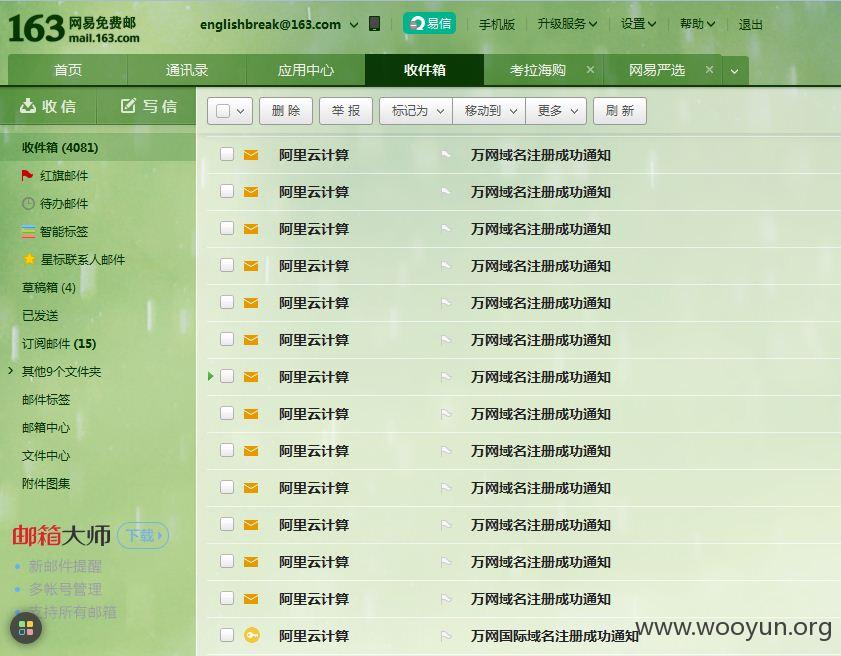 163 网易免费邮 mail.163.com englishbreak@163.com 易信 手机版 升级服务 设置 帮助 退出
首页 通讯录 应用中心 收件箱 考拉海购 × 网易严选 ×
收 信 写 信 删 除 举 报 标记为 移动到 更多 刷 新
收件箱 (4081)
红旗邮件
待办邮件
智能标签
星标联系人邮件
草稿箱 (4)
已发送
订阅邮件 (15)
其他9个文件夹
邮件标签
邮箱中心
文件中心
附件图集
邮箱大师 下载
新邮件提醒
多帐号管理
支持所有邮箱
阿里云计算 万网域名注册成功通知
阿里云计算 万网域名注册成功通知
阿里云计算 万网域名注册成功通知
阿里云计算 万网域名注册成功通知
阿里云计算 万网域名注册成功通知
阿里云计算 万网域名注册成功通知
阿里云计算 万网域名注册成功通知
阿里云计算 万网域名注册成功通知
阿里云计算 万网域名注册成功通知
阿里云计算 万网域名注册成功通知
阿里云计算 万网域名注册成功通知
阿里云计算 万网域名注册成功通知
阿里云计算 万网域名注册成功通知
阿里云计算 万网国际域名注册成功通知
www.wooyun.org